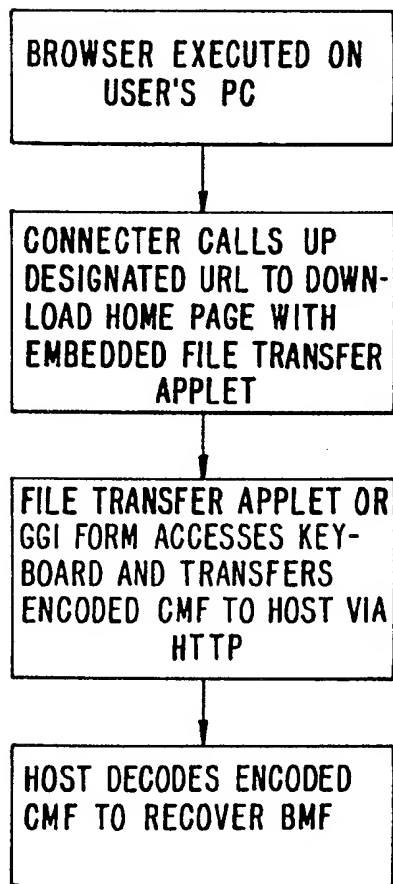 BROWSER EXECUTED ON
USER'S PC
CONNECTER CALLS UP
DESIGNATED URL TO DOWN-
LOAD HOME PAGE WITH
EMBEDDED FILE TRANSFER
APPLET
FILE TRANSFER APPLET OR
GGI FORM ACCESSES KEY-
BOARD AND TRANSFERS
ENCODED CMF TO HOST VIA
HTTP
HOST DECODES ENCODED
CMF TO RECOVER BMF